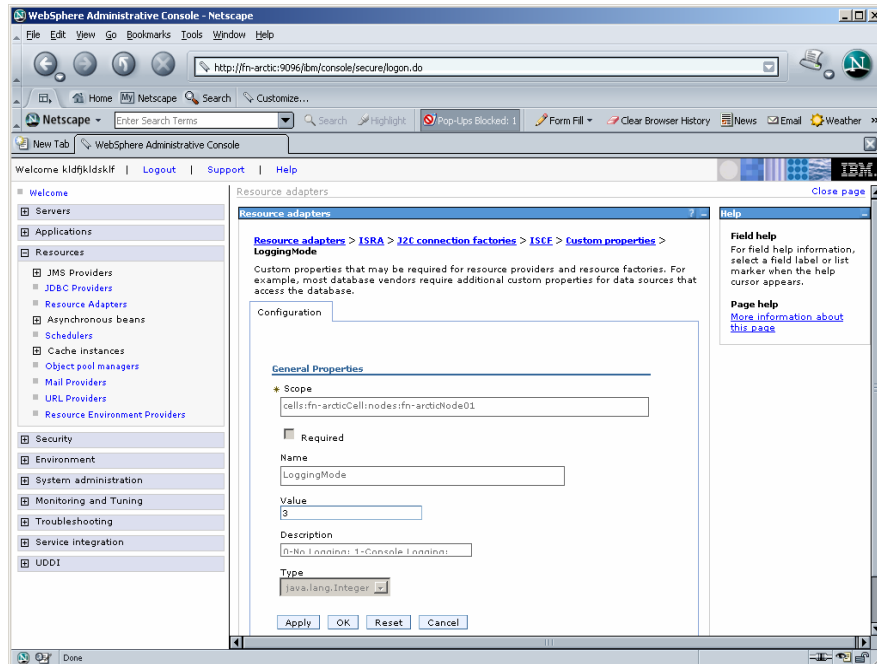 WebSphere Administrative Console - Netscape
File Edit View Go Bookmarks Tools Window Help
http://fn-arctic:9096/ibm/console/secure/logon.do
Home My Netscape Search Customize...
Netscape Enter Search Terms Search Highlight Pop-Ups Blocked: 1 Form Fill Clear Browser History News Email Weather »
New Tab WebSphere Administrative Console
Welcome kldfjkldsklf | Logout | Support | Help IBM.
Welcome
Servers
Applications
Resources
JMS Providers
JDBC Providers
Resource Adapters
Asynchronous beans
Schedulers
Cache instances
Object pool managers
Mail Providers
URL Providers
Resource Environment Providers
Security
Environment
System administration
Monitoring and Tuning
Troubleshooting
Service integration
UDDI
Resource adapters Close page
Resource adapters ? -
Resource adapters > ISRA > J2C connection factories > ISCF > Custom properties >
LoggingMode
Custom properties that may be required for resource providers and resource factories. For
example, most database vendors require additional custom properties for data sources that
access the database.
Configuration
General Properties
Scope
cells:fn-arcticCell:nodes:fn-arcticNode01
Required
Name
LoggingMode
Value
3
Description
0-No Logging; 1-Console Logging;
Type
java.lang.Integer
Apply OK Reset Cancel
Help -
Field help
For field help information,
select a field label or list
marker when the help
cursor appears.
Page help
More information about
this page
Done